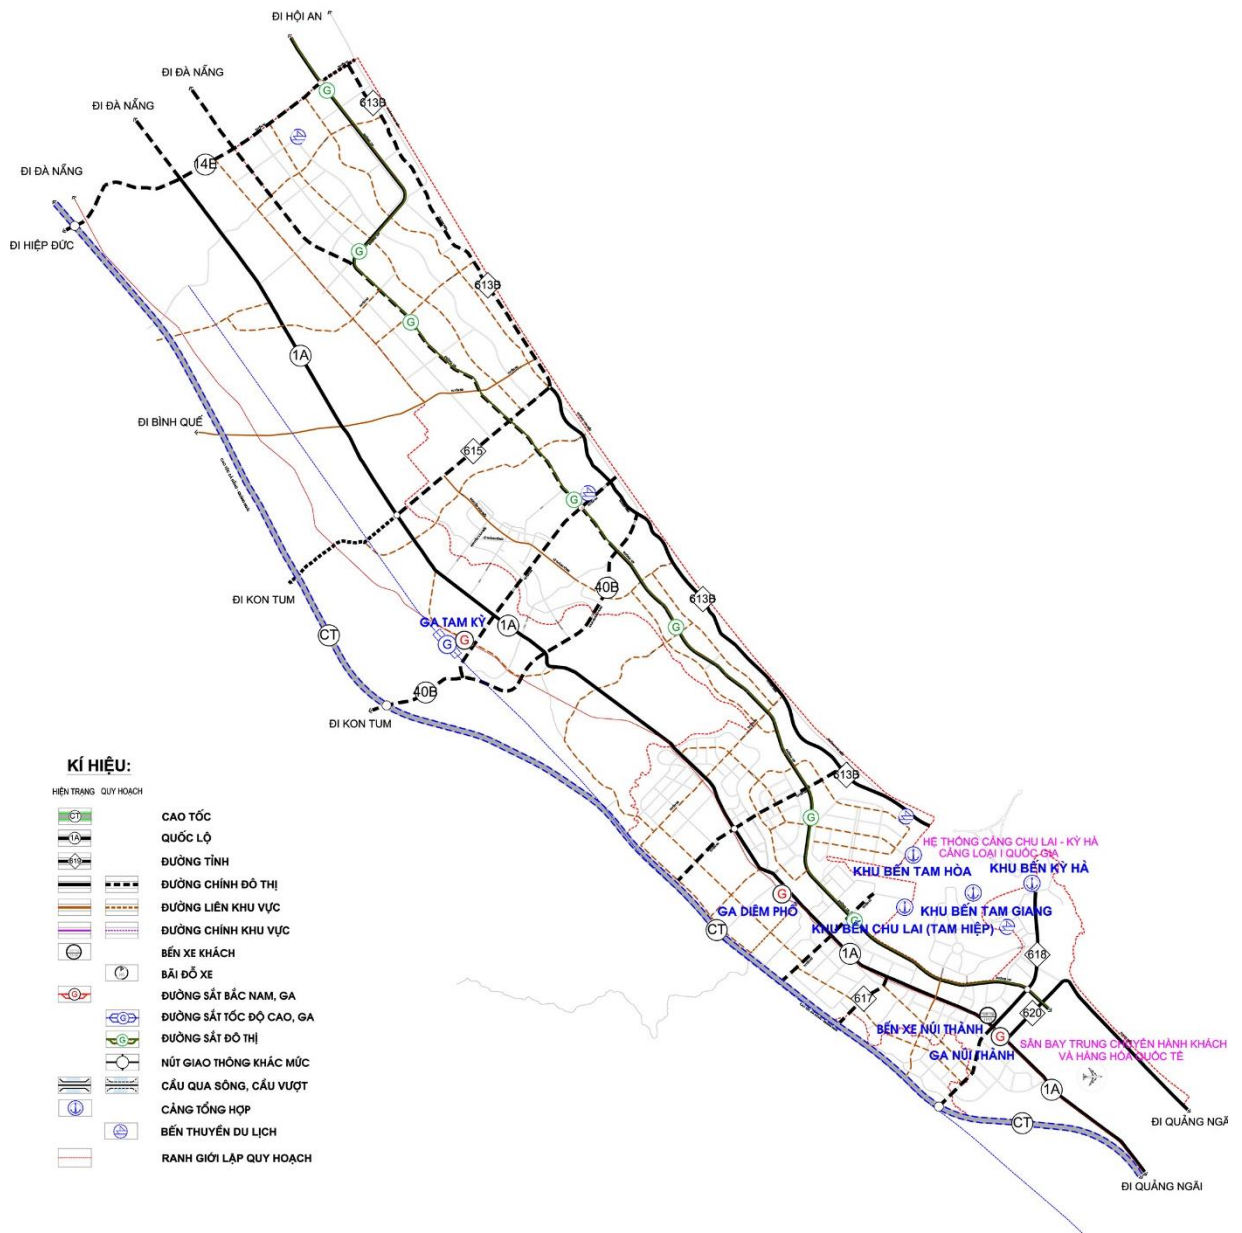 ĐI HỘI AN
ĐI ĐÀ NẴNG
ĐI ĐÀ NẴNG
ĐI ĐÀ NẴNG
ĐI HIỆP ĐỨC
G
613B
14E
G
613B
G
1A
ĐI BÌNH QUẾ
615
G
ĐI KON TUM
40B
613B
CT
GA TAM KỲ
G
G
1A
G
40B
ĐI KON TUM
613B
G
HỆ THỐNG CẢNG CHU LAI - KỲ HÀ
CẢNG LOẠI I QUỐC GIA
KHU BẾN TAM HÒA
KHU BẾN KỲ HÀ
G
GA DIÊM PHỔ
KHU BẾN TAM GIANG
G
KHU BẾN CHU LAI (TAM HIỆP)
CT
1A
618
617
620
BẾN XE NÚI THÀNH
G
GA NÚI THÀNH
SÂN BAY TRUNG CHUYỂN HÀNH KHÁCH
VÀ HÀNG HÓA QUỐC TẾ
1A
CT
ĐI QUẢNG NGÃI
ĐI QUẢNG NGÃI
KÍ HIỆU:
HIỆN TRẠNG QUY HOẠCH
CT CAO TỐC
1A QUỐC LỘ
619 ĐƯỜNG TỈNH
ĐƯỜNG CHÍNH ĐÔ THỊ
ĐƯỜNG LIÊN KHU VỰC
ĐƯỜNG CHÍNH KHU VỰC
BẾN XE KHÁCH
BÃI ĐỖ XE
G ĐƯỜNG SẮT BẮC NAM, GA
G ĐƯỜNG SẮT TỐC ĐỘ CAO, GA
G ĐƯỜNG SẮT ĐÔ THỊ
NÚT GIAO THÔNG KHÁC MỨC
CẦU QUA SÔNG, CẦU VƯỢT
CẢNG TỔNG HỢP
BẾN THUYỀN DU LỊCH
RANH GIỚI LẬP QUY HOẠCH